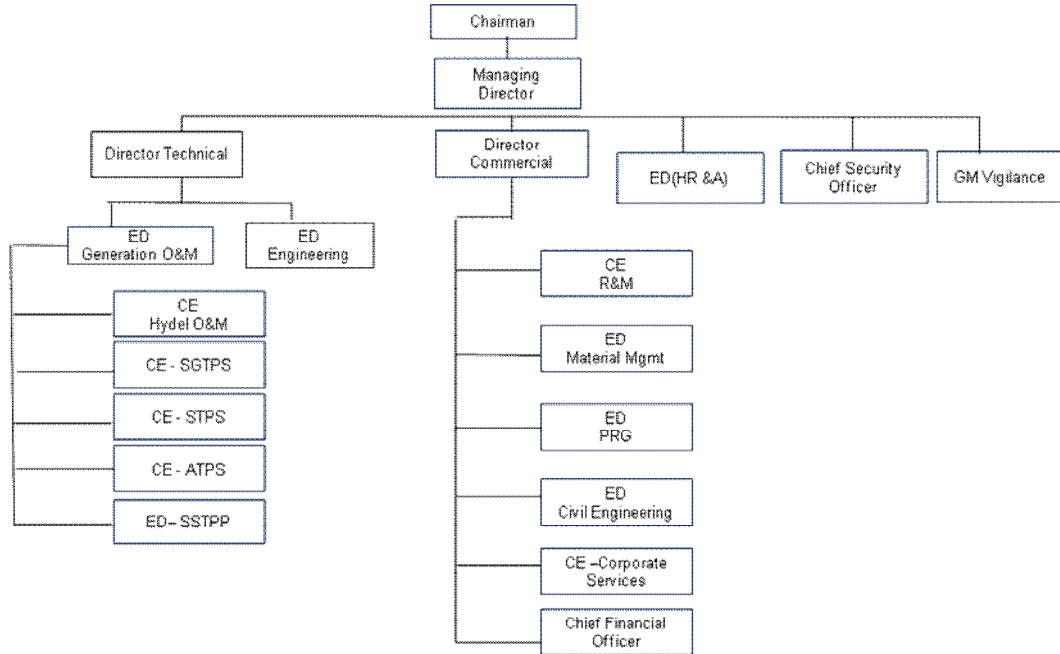 Chairman
Managing
Director
Director Technical
Director
Commercial
ED(HR &A)
Chief Security
Officer
GM Vigilance
ED
Generation O&M
ED
Engineering
CE
Hydel O&M
CE - SGTPS
CE - STPS
CE - ATPS
ED– SSTPP
CE
R&M
ED
Material Mgmt
ED
PRG
ED
Civil Engineering
CE –Corporate
Services
Chief Financial
Officer